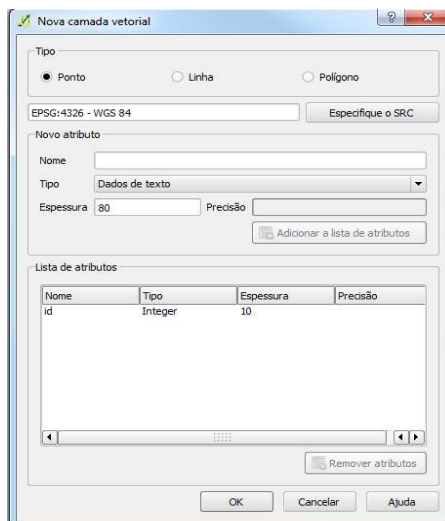 Nova camada vetorial
Tipo
Ponto Linha Polígono
EPSG:4326 - WGS 84 Especifique o SRC
Novo atributo
Nome
Tipo Dados de texto
Espessura 80 Precisão
Adicionar a lista de atributos
Lista de atributos
Nome Tipo Espessura Precisão
id Integer 10
Remover atributos
OK Cancelar Ajuda